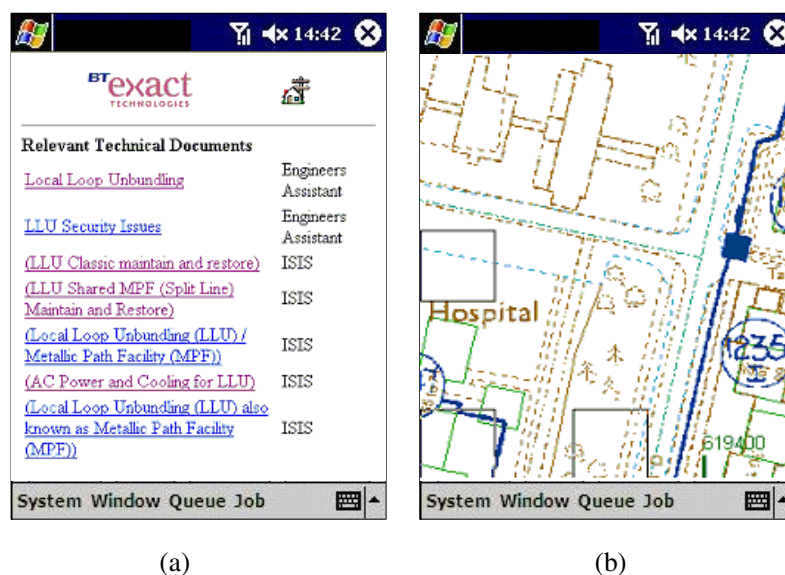 14:42
BT exact
TECHNOLOGIES
Relevant Technical Documents
Local Loop Unbundling Engineers Assistant
LLU Security Issues Engineers Assistant
(LLU Classic maintain and restore) ISIS
(LLU Shared MPF (Split Line)
Maintain and Restore) ISIS
(Local Loop Unbundling (LLU) /
Metallic Path Facility (MPF)) ISIS
(AC Power and Cooling for LLU) ISIS
(Local Loop Unbundling (LLU) also
known as Metallic Path Facility
(MPF)) ISIS
System Window Queue Job
(a)
14:42
Hospital
1235
619400
System Window Queue Job
(b)